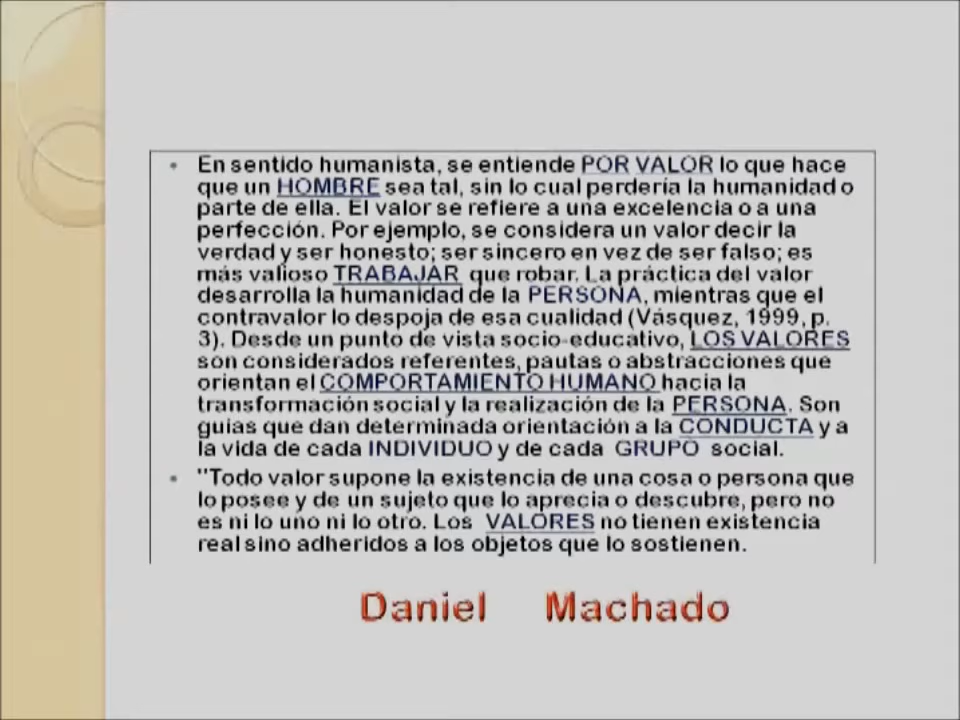 • En sentido humanista, se entiende POR VALOR lo que hace
que un HOMBRE sea tal, sin lo cual perdería la humanidad o
parte de ella. El valor se refiere a una excelencia o a una
perfección. Por ejemplo, se considera un valor decir la
verdad y ser honesto; ser sincero en vez de ser falso; es
más valioso TRABAJAR que robar. La práctica del valor
desarrolla la humanidad de la PERSONA, mientras que el
contravalor lo despoja de esa cualidad (Vásquez, 1999, p.
3). Desde un punto de vista socio-educativo, LOS VALORES
son considerados referentes, pautas o abstracciones que
orientan el COMPORTAMIENTO HUMANO hacia la
transformación social y la realización de la PERSONA. Son
guias que dan determinada orientación a la CONDUCTA y a
la vida de cada INDIVIDUO y de cada GRUPO social.
• "Todo valor supone la existencia de una cosa o persona que
lo posee y de un sujeto que lo aprecia o descubre, pero no
es ni lo uno ni lo otro. Los VALORES no tienen existencia
real sino adheridos a los objetos que lo sostienen.
Daniel Machado